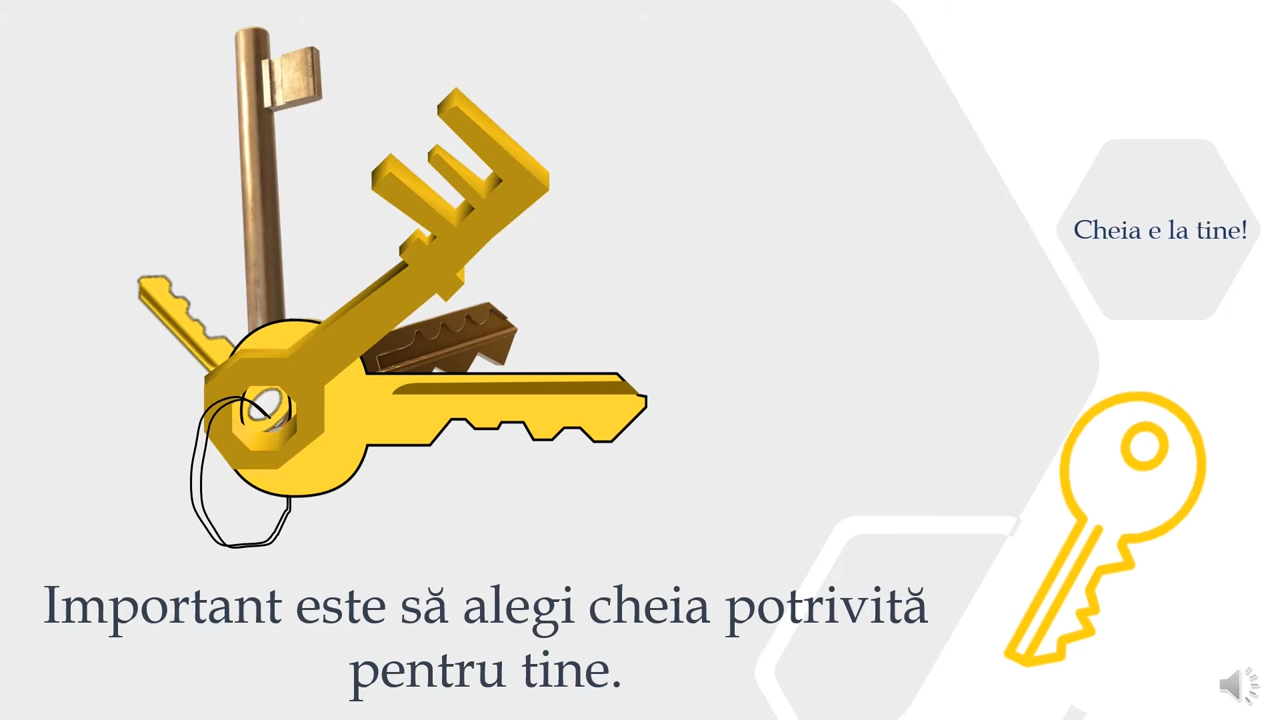 Cheia e la tine!
Important este să alegi cheia potrivită
pentru tine.